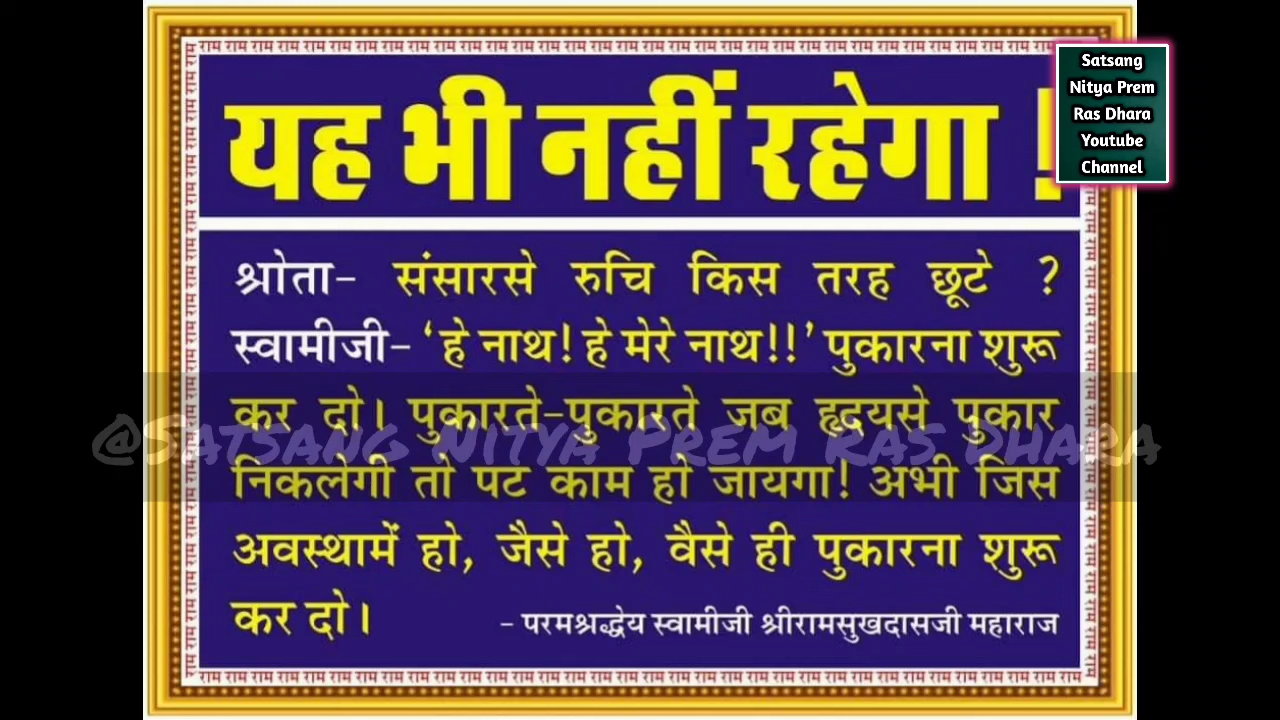 राम राम राम राम राम राम राम राम राम राम राम राम राम राम राम राम राम राम राम राम राम राम राम राम राम राम राम राम राम राम राम राम
Satsang
Nitya Prem
Ras Dhara
Youtube
Channel
यह भी नहीं रहेगा !
श्रोता– संसारसे रुचि किस तरह छूटे ?
स्वामीजी– ‘हे नाथ! हे मेरे नाथ!!’ पुकारना शुरू
कर दो। पुकारते-पुकारते जब हृदयसे पुकार
@Satsang Nitya Prem Ras Dhara
निकलेगी तो पट काम हो जायगा! अभी जिस
अवस्थामें हो, जैसे हो, वैसे ही पुकारना शुरू
कर दो।
– परमश्रद्धेय स्वामीजी श्रीरामसुखदासजी महाराज
राम राम राम राम राम राम राम राम राम राम राम राम राम राम राम राम राम राम राम राम राम राम राम राम राम राम राम राम राम राम राम राम राम